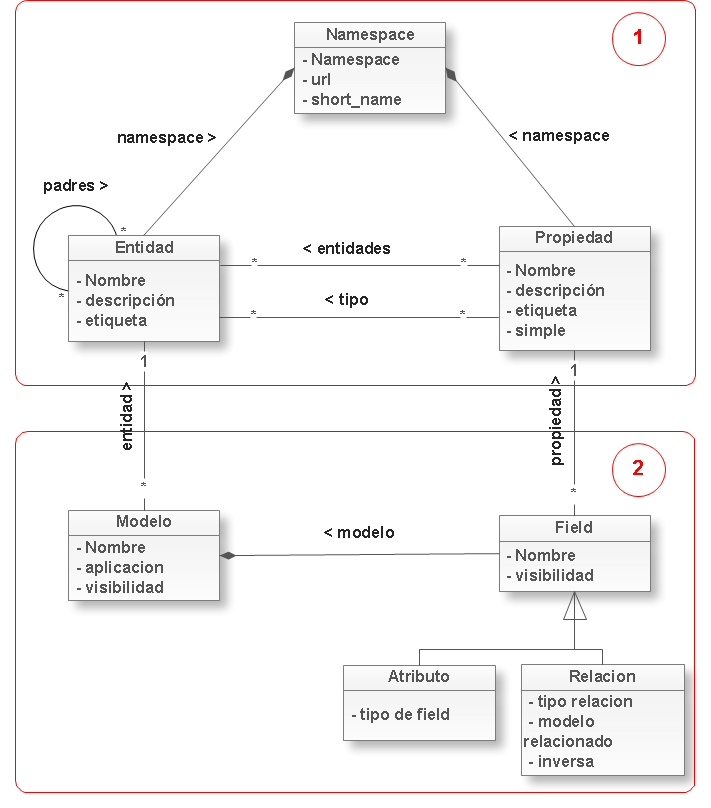 1
Namespace
- Namespace
- url
- short_name
namespace >
< namespace
padres >
*
*
Entidad
- Nombre
- descripción
- etiqueta
< entidades
*
*
< tipo
*
*
Propiedad
- Nombre
- descripción
- etiqueta
- simple
1
entidad >
*
1
propiedad >
*
2
Modelo
- Nombre
- aplicacion
- visibilidad
< modelo
Field
- Nombre
- visibilidad
Atributo
- tipo de field
Relacion
- tipo relacion
- modelo
relacionado
- inversa